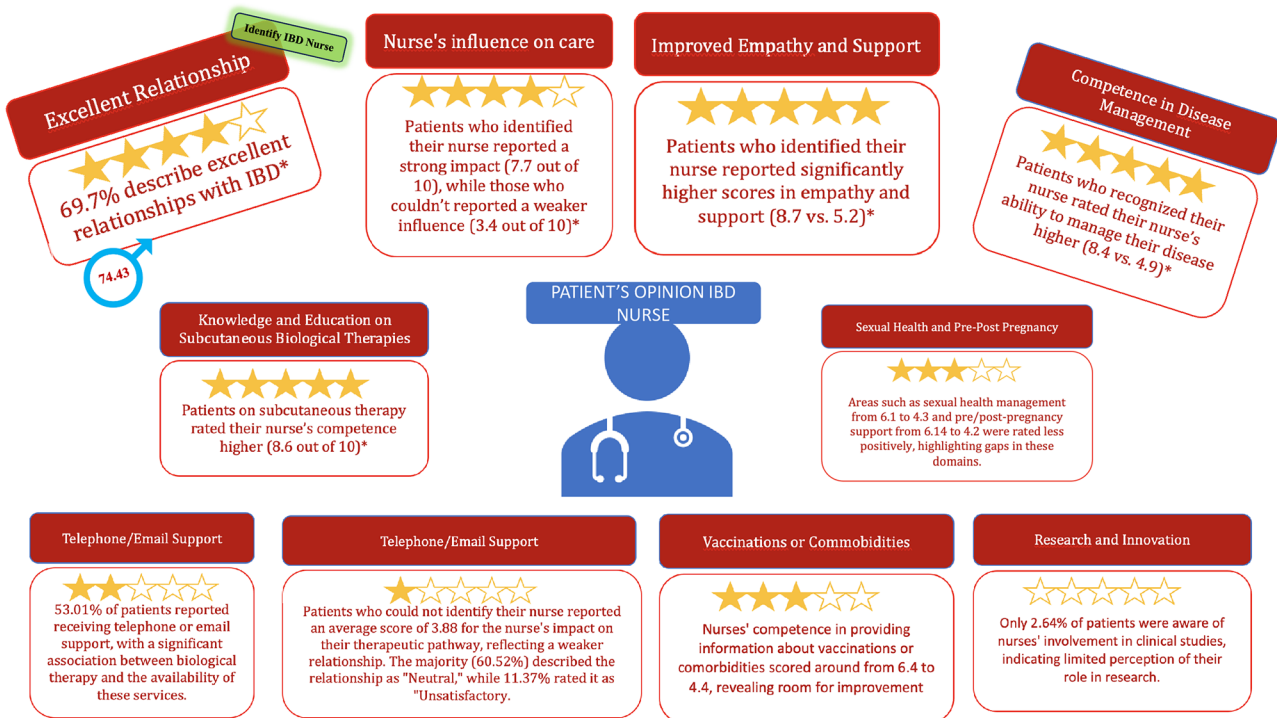 Identify IBD Nurse
Excellent Relationship
69.7% describe excellent
relationships with IBD*
74.43
Nurse's influence on care
Patients who identified
their nurse reported a
strong impact (7.7 out of
10), while those who
couldn't reported a weaker
influence (3.4 out of 10)*
Improved Empathy and Support
Patients who identified their
nurse reported significantly
higher scores in empathy and
support (8.7 vs. 5.2)*
Competence in Disease
Management
Patients who recognized their
nurse rated their nurse's
ability to manage their disease
higher (8.4 vs. 4.9)*
Knowledge and Education on
Subcutaneous Biological Therapies
Patients on subcutaneous therapy
rated their nurse's competence
higher (8.6 out of 10)*
PATIENT'S OPINION IBD
NURSE
Sexual Health and Pre-Post Pregnancy
Areas such as sexual health management
from 6.1 to 4.3 and pre/post-pregnancy
support from 6.14 to 4.2 were rated less
positively, highlighting gaps in these
domains.
Telephone/Email Support
53.01% of patients reported
receiving telephone or email
support, with a significant
association between biological
therapy and the availability of
these services.
Telephone/Email Support
Patients who could not identify their nurse reported
an average score of 3.88 for the nurse's impact on
their therapeutic pathway, reflecting a weaker
relationship. The majority (60.52%) described the
relationship as "Neutral," while 11.37% rated it as
"Unsatisfactory.
Vaccinations or Commobidities
Nurses' competence in providing
information about vaccinations or
comorbidities scored around from 6.4 to
4.4, revealing room for improvement
Research and Innovation
Only 2.64% of patients were aware of
nurses' involvement in clinical studies,
indicating limited perception of their
role in research.